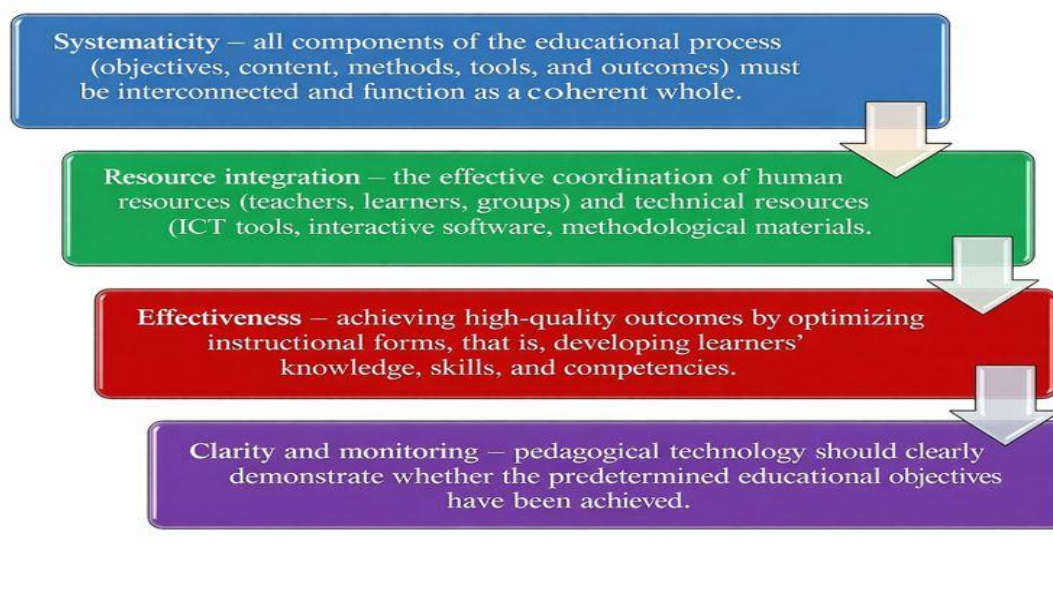 Systematicity – all components of the educational process
(objectives, content, methods, tools, and outcomes) must
be interconnected and function as a coherent whole.
Resource integration – the effective coordination of human
resources (teachers, learners, groups) and technical resources
(ICT tools, interactive software, methodological materials.
Effectiveness – achieving high-quality outcomes by optimizing
instructional forms, that is, developing learners’
knowledge, skills, and competencies.
Clarity and monitoring – pedagogical technology should clearly
demonstrate whether the predetermined educational objectives
have been achieved.